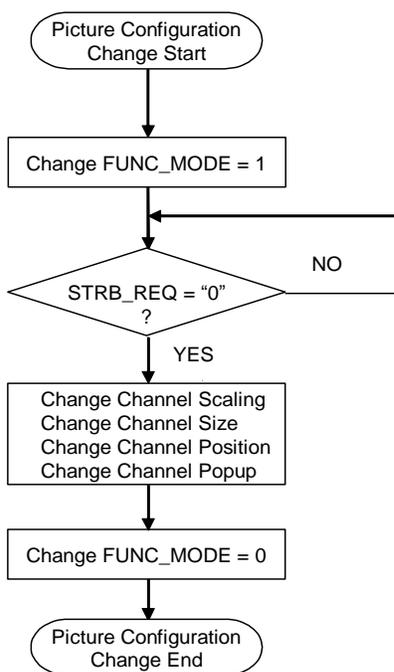 Picture Configuration
Change Start
Change FUNC_MODE = 1
NO
STRB_REQ = “0”
?
YES
Change Channel Scaling
Change Channel Size
Change Channel Position
Change Channel Popup
Change FUNC_MODE = 0
Picture Configuration
Change End